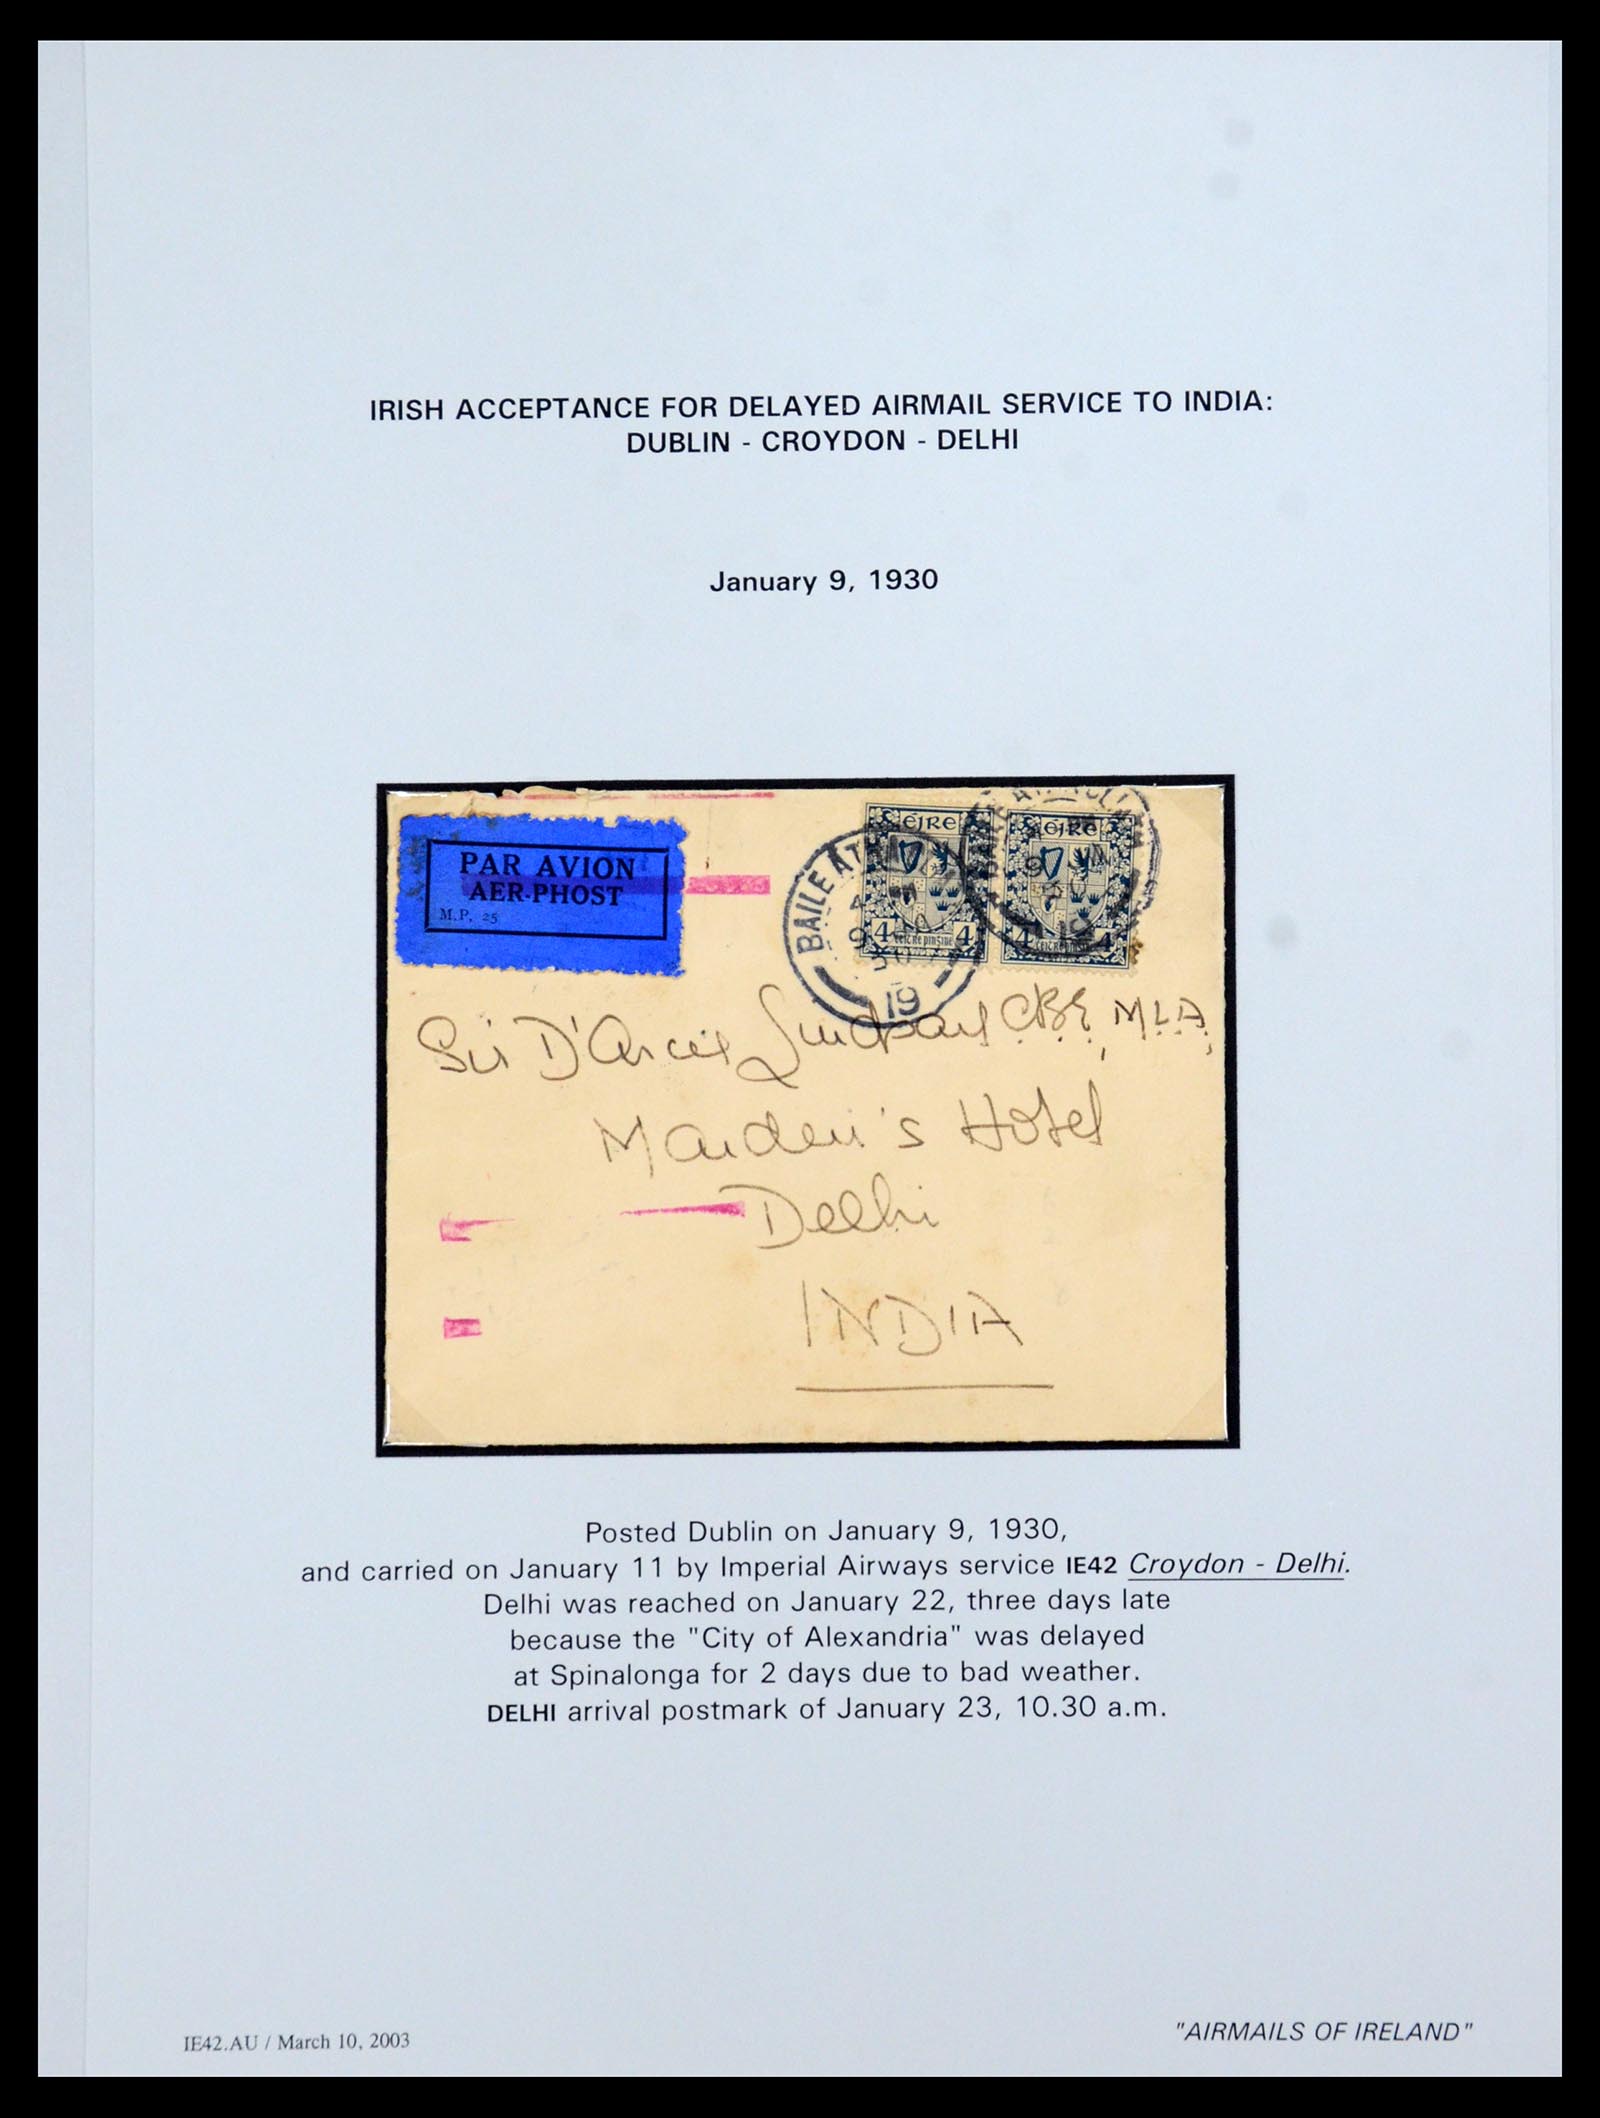 IRISH ACCEPTANCE FOR DELAYED AIRMAIL SERVICE TO INDIA:
DUBLIN - CROYDON - DELHI
January 9, 1930
PAR AVION
AER-PHOST
M.P. 25
éire éire
4 ceitre pingine 4
4 4
BAILE ÁTHA
19
Sir D'Arcy Lindsay C.B.E., M.L.A,
Maiden's Hotel
Delhi
INDIA
Posted Dublin on January 9, 1930,
and carried on January 11 by Imperial Airways service IE42 Croydon - Delhi.
Delhi was reached on January 22, three days late
because the "City of Alexandria" was delayed
at Spinalonga for 2 days due to bad weather.
DELHI arrival postmark of January 23, 10.30 a.m.
IE42.AU / March 10, 2003
"AIRMAILS OF IRELAND"